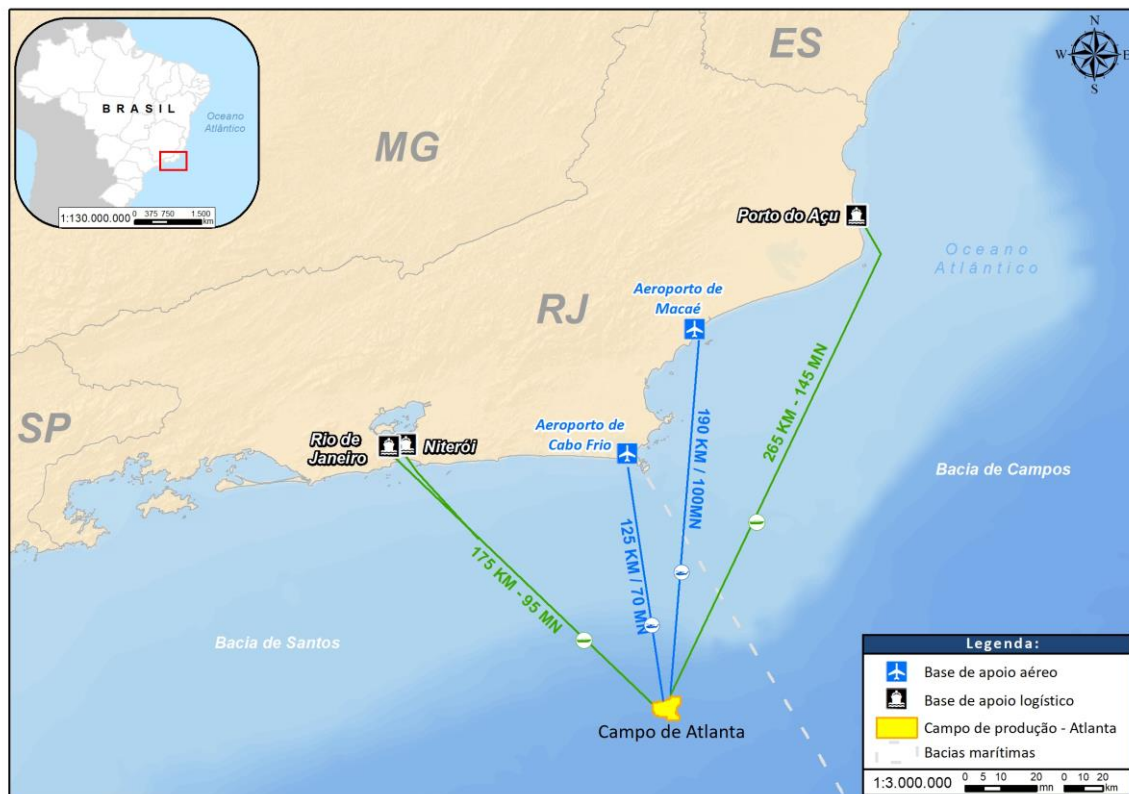 BRASIL
Oceano
Atlântico
1:130.000.000
0 375 750 1.500
km
ES
MG
RJ
SP
N
W
E
S
Porto do Açu
Oceano
Atlântico
Aeroporto de
Macaé
Aeroporto de
Cabo Frio
Rio de
Janeiro
Niterói
265 KM - 145 MN
190 KM / 100MN
125 KM / 70 MN
175 KM - 95 MN
Bacia de Campos
Bacia de Santos
Campo de Atlanta
Legenda:
Base de apoio aéreo
Base de apoio logístico
Campo de produção - Atlanta
Bacias marítimas
1:3.000.000
0 5 10 20
mn
0 10 20
km